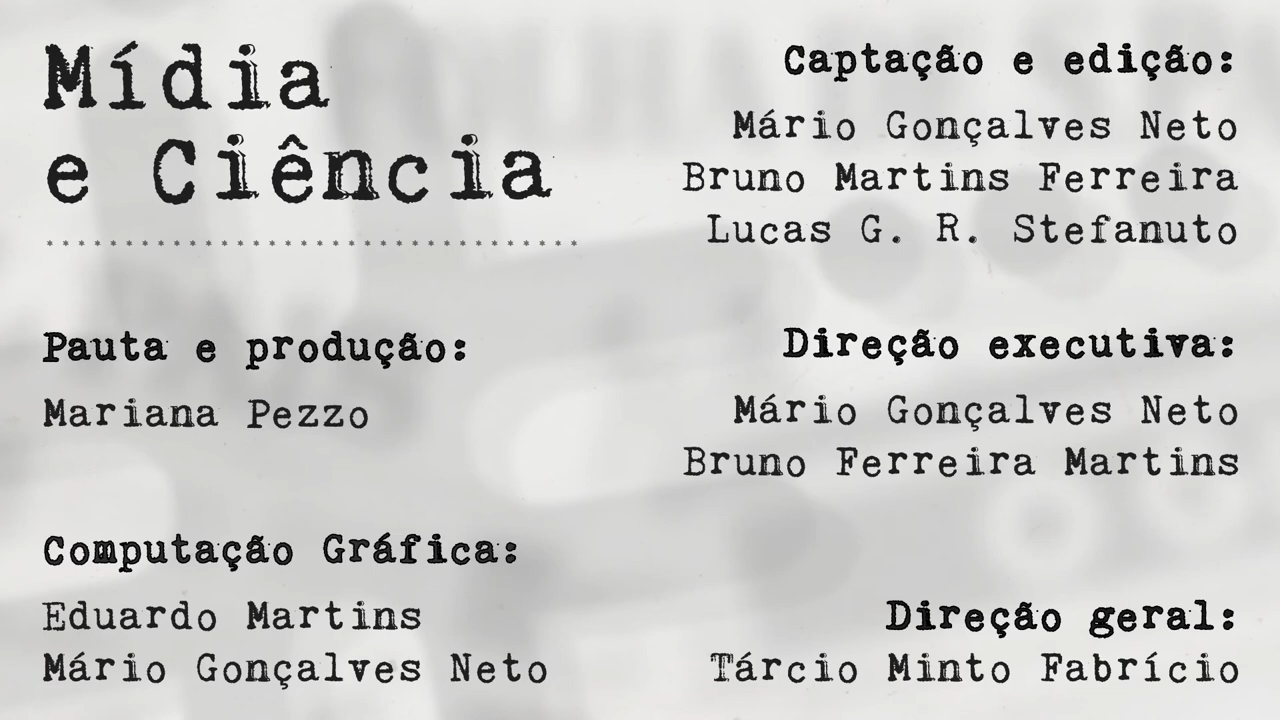 Mídia
e Ciência
Pauta e produção:
Mariana Pezzo
Computação Gráfica:
Eduardo Martins
Mário Gonçalves Neto
Captação e edição:
Mário Gonçalves Neto
Bruno Martins Ferreira
Lucas G. R. Stefanuto
Direção executiva:
Mário Gonçalves Neto
Bruno Ferreira Martins
Direção geral:
Tárcio Minto Fabrício